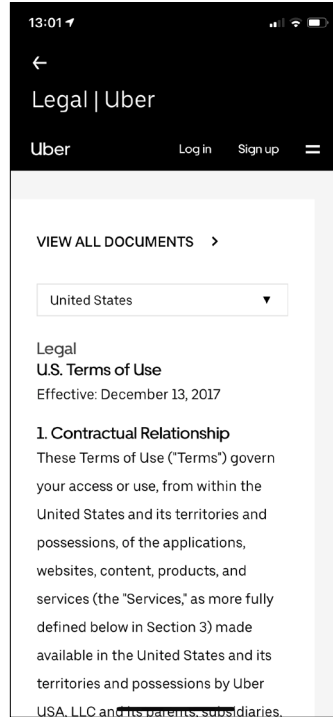 13:01
Legal | Uber
Uber Log in Sign up
VIEW ALL DOCUMENTS
United States
Legal
U.S. Terms of Use
Effective: December 13, 2017
1. Contractual Relationship
These Terms of Use ("Terms") govern
your access or use, from within the
United States and its territories and
possessions, of the applications,
websites, content, products, and
services (the "Services," as more fully
defined below in Section 3) made
available in the United States and its
territories and possessions by Uber
USA, LLC and its parents, subsidiaries,